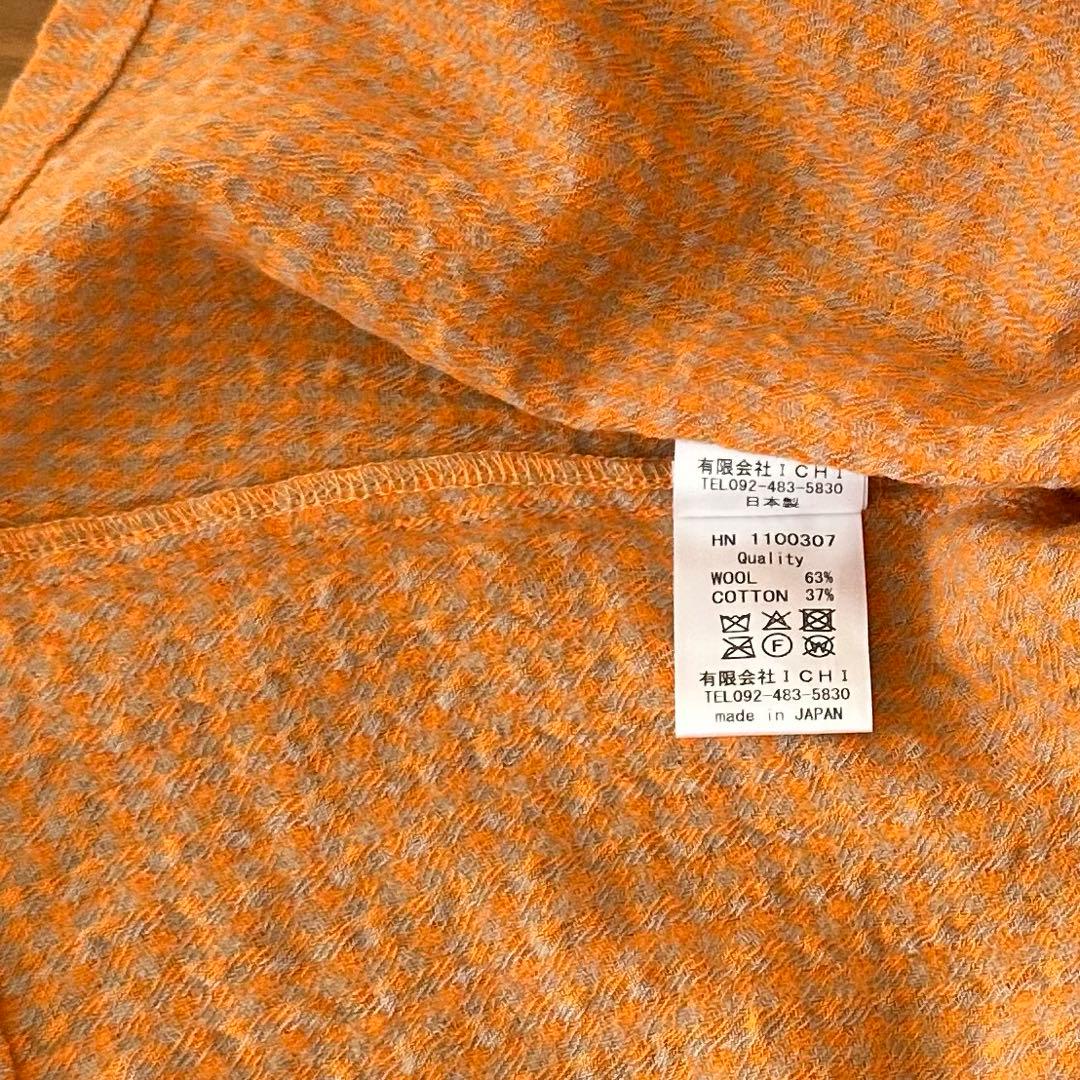 有限会社ICHI
TEL092-483-5830
日本製
HN 1100307
Quality
WOOL 63%
COTTON 37%
F
W
有限会社ICHI
TEL092-483-5830
made in JAPAN